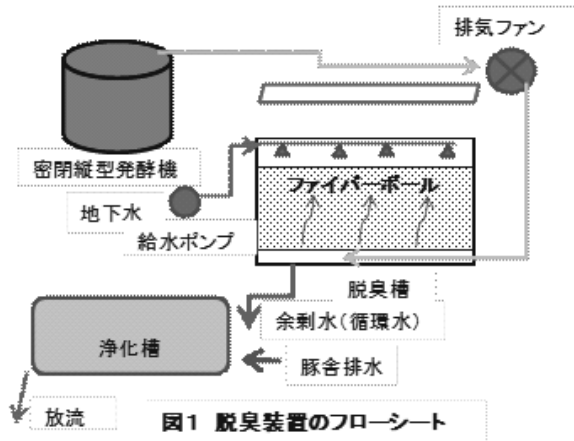 排気ファン
密閉縦型発酵機
ファイバーボール
地下水
給水ポンプ
脱臭槽
余剰水(循環水)
浄化槽
豚舎排水
放流
図1 脱臭装置のフローシート